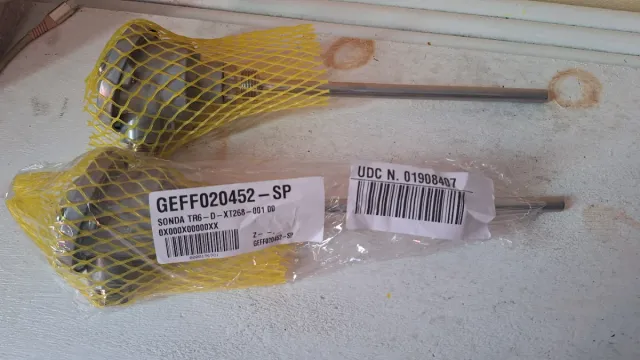 GEFF020452-SP
SONDA TR6-D-XT268-001 00
0X000X00000XX
Z- -.
GEFF020452-SP
UDC N. 01908407